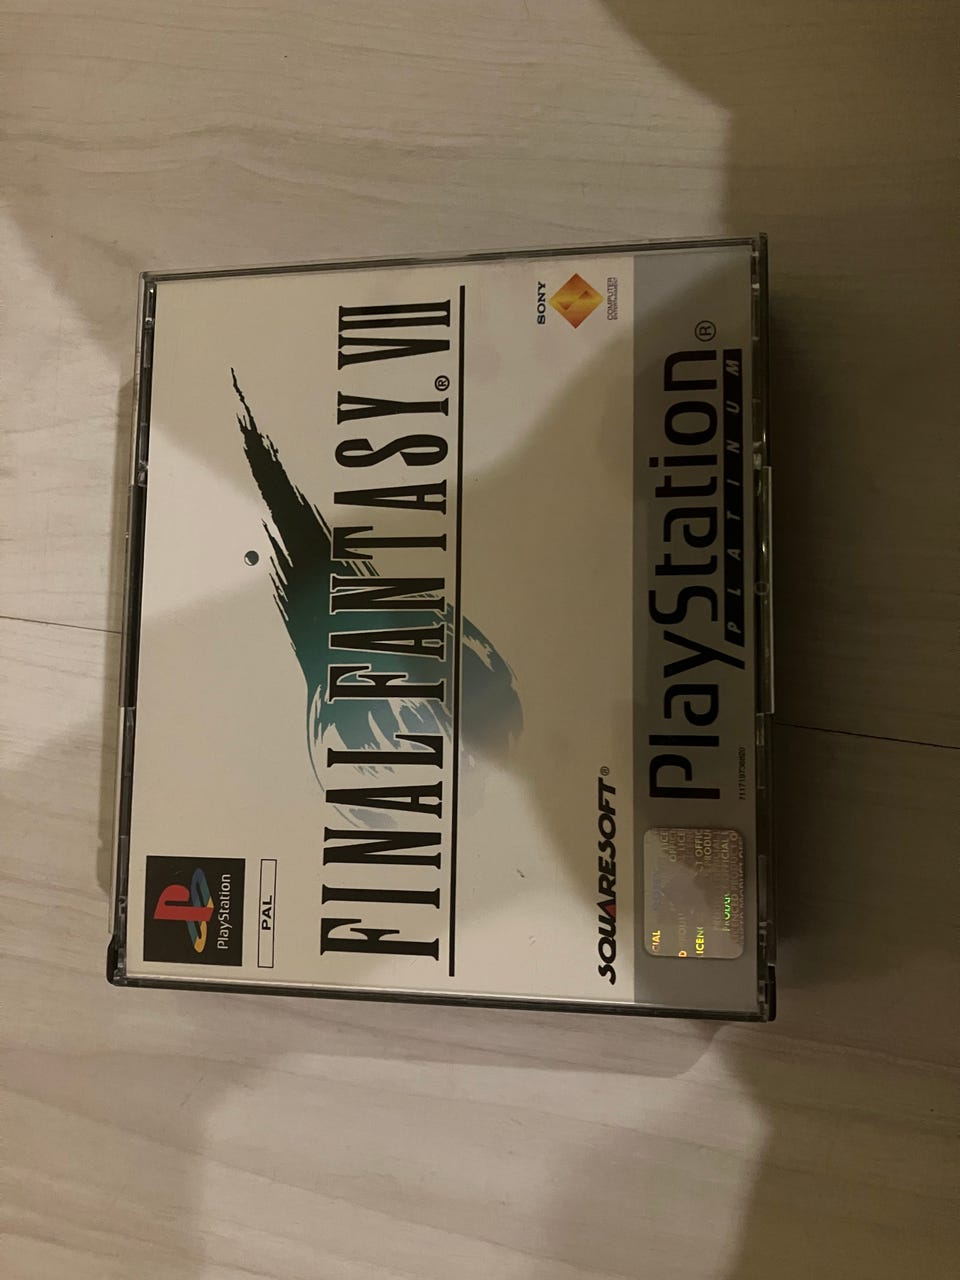 PlayStation
PAL
FINAL FANTASY® VII
SONY
COMPUTER
ENTERTAINMENT
SQUARESOFT®
PlayStation®
PLATINUM